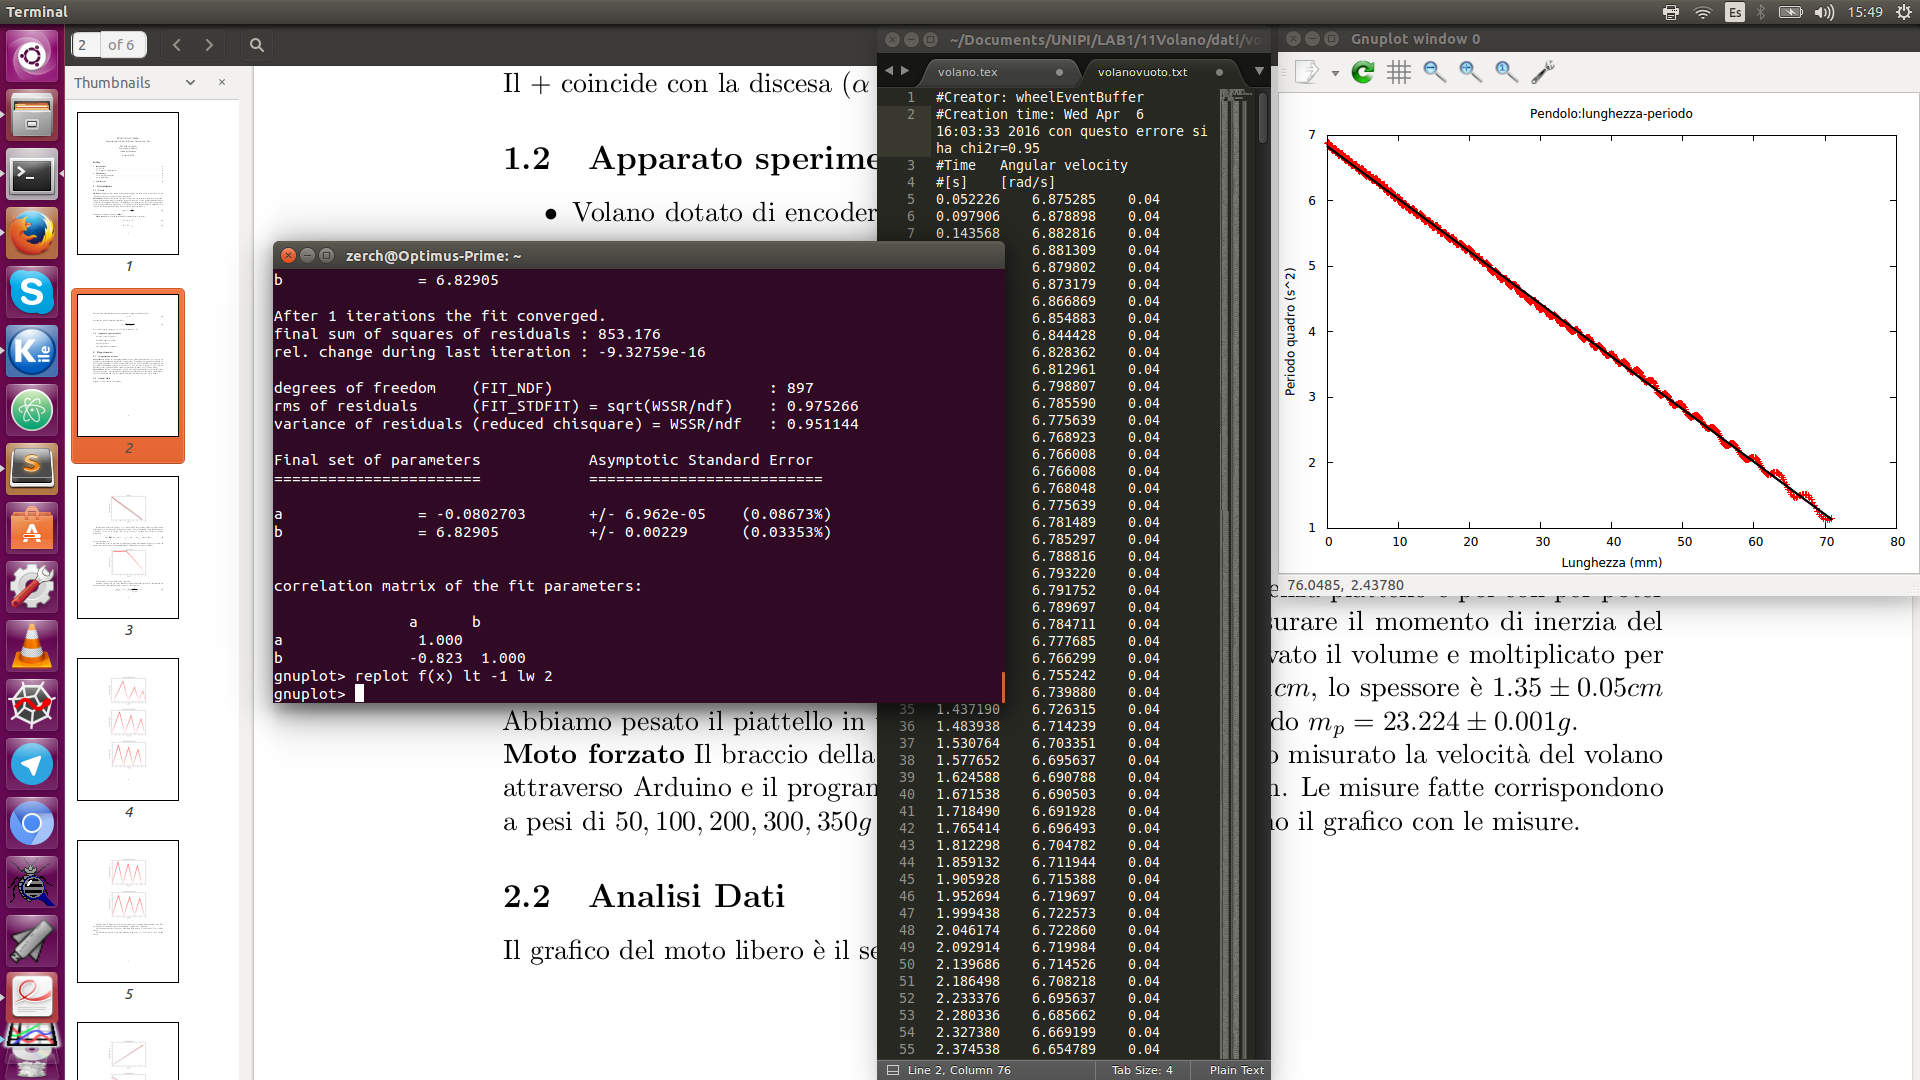 Terminal
Es
15:49
2 of 6
Thumbnails
1
2
3
4
5
Il + coincide con la discesa (α
1.2 Apparato sperime
• Volano dotato di encoder
zerch@Optimus-Prime: ~
b = 6.82905
After 1 iterations the fit converged.
final sum of squares of residuals : 853.176
rel. change during last iteration : -9.32759e-16
degrees of freedom (FIT_NDF) : 897
rms of residuals (FIT_STDFIT) = sqrt(WSSR/ndf) : 0.975266
variance of residuals (reduced chisquare) = WSSR/ndf : 0.951144
Final set of parameters Asymptotic Standard Error
======================= ==========================
a = -0.0802703 +/- 6.962e-05 (0.08673%)
b = 6.82905 +/- 0.00229 (0.03353%)
correlation matrix of the fit parameters:
a b
a 1.000
b -0.823 1.000
gnuplot> replot f(x) lt -1 lw 2
gnuplot>
Abbiamo pesato il piattello in
Moto forzato Il braccio della
attraverso Arduino e il progran
a pesi di 50, 100, 200, 300, 350g
2.2 Analisi Dati
Il grafico del moto libero è il se
~/Documents/UNIPI/LAB1/11Volano/dati/vo
volano.tex
volanovuoto.txt
1 #Creator: wheelEventBuffer
2 #Creation time: Wed Apr 6
16:03:33 2016 con questo errore si
ha chi2r=0.95
3 #Time Angular velocity
4 #[s] [rad/s]
5 0.052226 6.875285 0.04
6 0.097906 6.878898 0.04
7 0.143568 6.882816 0.04
6.881309 0.04
6.879802 0.04
6.873179 0.04
6.866869 0.04
6.854883 0.04
6.844428 0.04
6.828362 0.04
6.812961 0.04
6.798807 0.04
6.785590 0.04
6.775639 0.04
6.768923 0.04
6.766008 0.04
6.766008 0.04
6.768048 0.04
6.775639 0.04
6.781489 0.04
6.785297 0.04
6.788816 0.04
6.793220 0.04
6.791752 0.04
6.789697 0.04
6.784711 0.04
6.777685 0.04
6.766299 0.04
6.755242 0.04
6.739880 0.04
35 1.437190 6.726315 0.04
36 1.483938 6.714239 0.04
37 1.530764 6.703351 0.04
38 1.577652 6.695637 0.04
39 1.624588 6.690788 0.04
40 1.671538 6.690503 0.04
41 1.718490 6.691928 0.04
42 1.765414 6.696493 0.04
43 1.812298 6.704782 0.04
44 1.859132 6.711944 0.04
45 1.905928 6.715388 0.04
46 1.952694 6.719697 0.04
47 1.999438 6.722573 0.04
48 2.046174 6.722860 0.04
49 2.092914 6.719984 0.04
50 2.139686 6.714526 0.04
51 2.186498 6.708218 0.04
52 2.233376 6.695637 0.04
53 2.280336 6.685662 0.04
54 2.327380 6.669199 0.04
55 2.374538 6.654789 0.04
Line 2, Column 76 Tab Size: 4 Plain Text
Gnuplot window 0
Pendolo:lunghezza-periodo
Periodo quadro (s^2)
7
6
5
4
3
2
1
0 10 20 30 40 50 60 70 80
Lunghezza (mm)
76.0485, 2.43780
surare il momento di inerzia del
vato il volume e moltiplicato per
cm, lo spessore è 1.35 ± 0.05cm
do mp = 23.224 ± 0.001g.
o misurato la velocità del volano
n. Le misure fatte corrispondono
no il grafico con le misure.